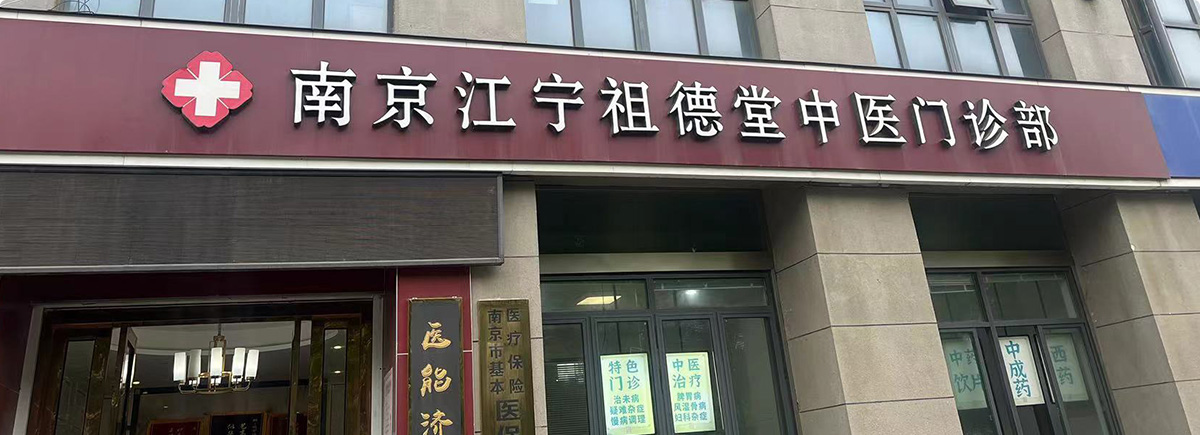 南京江宁祖德堂中医门诊部
医能济
南京市基本
医疗保险
医保
特色
门诊
治未病
疑难杂症
慢病调理
中医
治疗
脾胃病
风湿骨病
妇科杂症
中药
饮片
中成药
西药